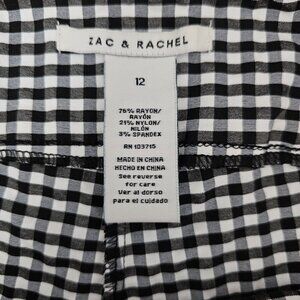 ZAC & RACHEL
12
76% RAYON/
RAYÓN
21% NYLON/
NILÓN
3% SPANDEX
RN 103715
MADE IN CHINA
HECHO EN CHINA
See reverse
for care
Ver al dorso
para el cuidado